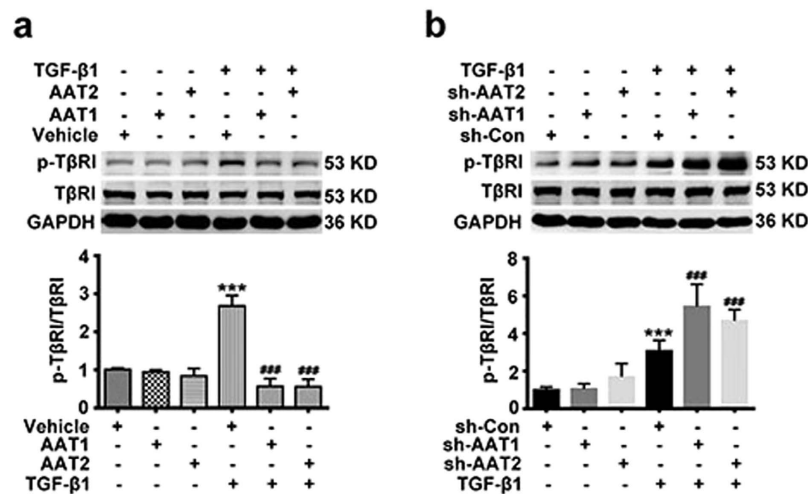 a
TGF-β1 - - - + + +
AAT2 - - + - - +
AAT1 - + - - + -
Vehicle + - - + - -
p-TβRI 53 KD
TβRI 53 KD
GAPDH 36 KD
p-TβRI/TβRI
4
3
2
1
0
***
###
###
Vehicle + - - + - -
AAT1 - + - - + -
AAT2 - - + - - +
TGF-β1 - - - + + +
b
TGF-β1 - - - + + +
sh-AAT2 - - + - - +
sh-AAT1 - + - - + -
sh-Con + - - + - -
p-TβRI 53 KD
TβRI 53 KD
GAPDH 36 KD
p-TβRI/TβRI
8
6
4
2
0
***
###
###
sh-Con + - - + - -
sh-AAT1 - + - - + -
sh-AAT2 - - + - - +
TGF-β1 - - - + + +